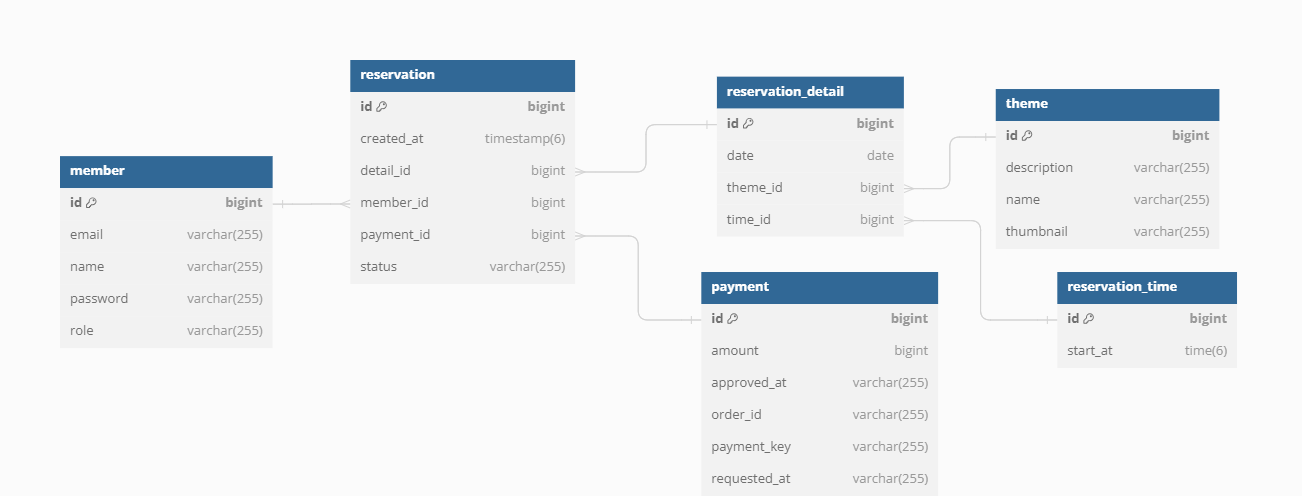 member
id bigint
email varchar(255)
name varchar(255)
password varchar(255)
role varchar(255)
reservation
id bigint
created_at timestamp(6)
detail_id bigint
member_id bigint
payment_id bigint
status varchar(255)
reservation_detail
id bigint
date date
theme_id bigint
time_id bigint
payment
id bigint
amount bigint
approved_at varchar(255)
order_id varchar(255)
payment_key varchar(255)
requested_at varchar(255)
theme
id bigint
description varchar(255)
name varchar(255)
thumbnail varchar(255)
reservation_time
id bigint
start_at time(6)